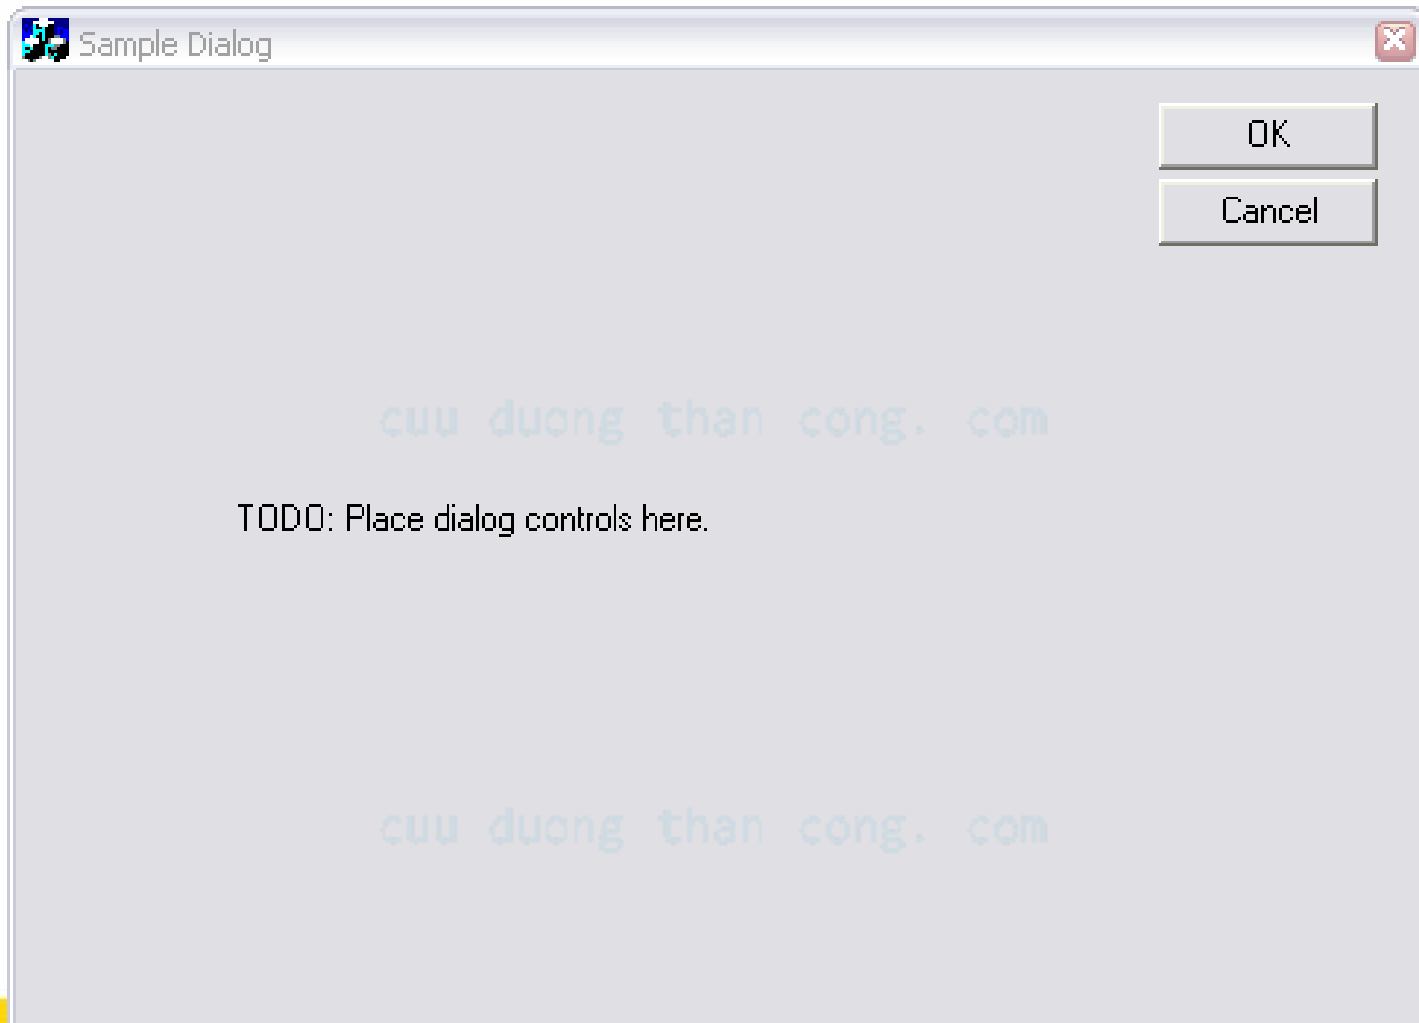 Sample Dialog
OK
Cancel
cuu duong than cong. com
TODO: Place dialog controls here.
cuu duong than cong. com